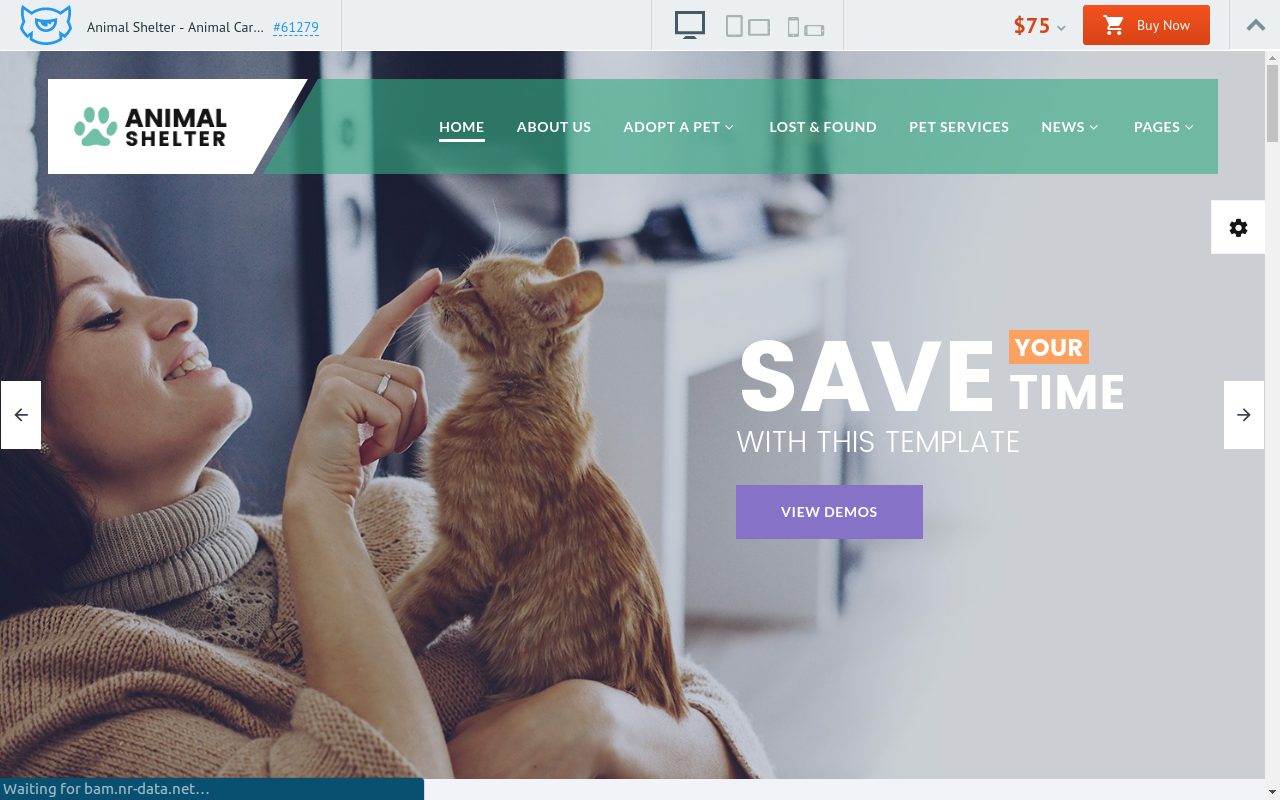 Animal Shelter - Animal Car... #61279
$75 Buy Now
ANIMAL
SHELTER
HOME ABOUT US ADOPT A PET LOST & FOUND PET SERVICES NEWS PAGES
SAVE YOUR
TIME
WITH THIS TEMPLATE
VIEW DEMOS
Waiting for bam.nr-data.net...